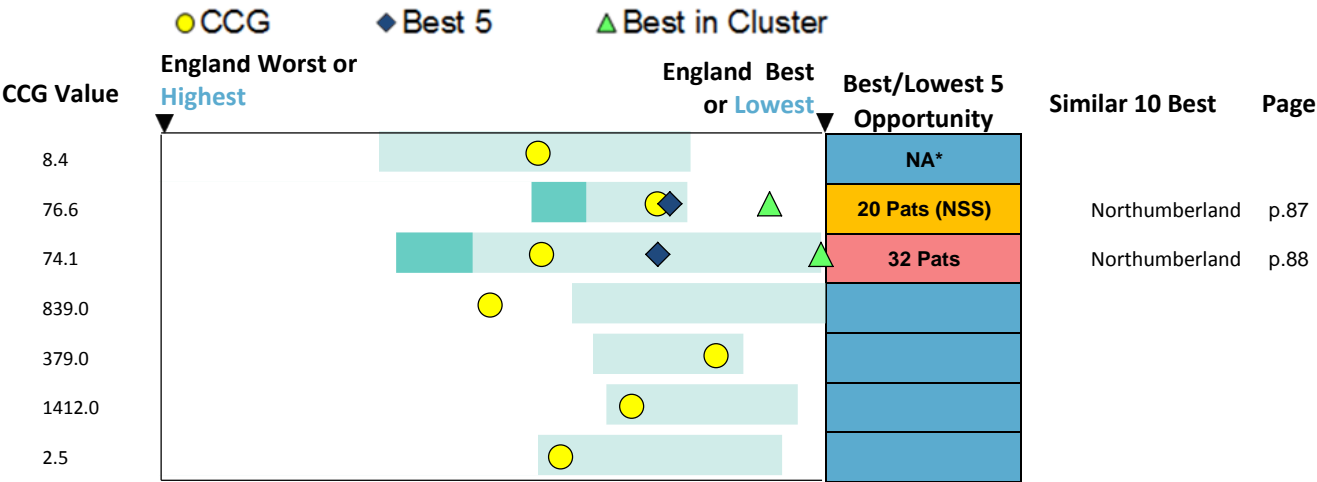 CCG Best 5 Best in Cluster
CCG Value
England Worst or
Highest
England Best
or Lowest
Best/Lowest 5
Opportunity
Similar 10 Best
Page
8.4 NA*
76.6 20 Pats (NSS) Northumberland p.87
74.1 32 Pats Northumberland p.88
839.0
379.0
1412.0
2.5